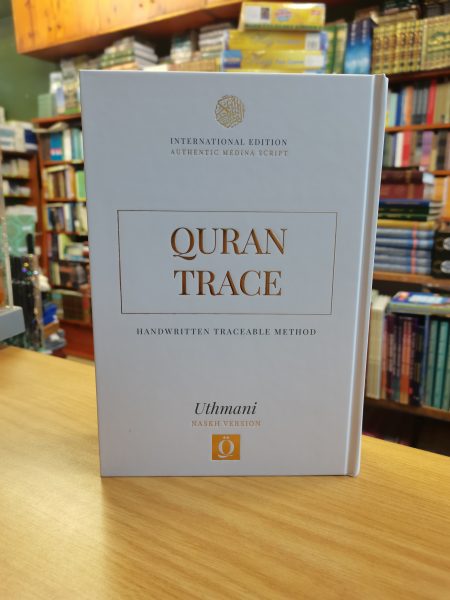 INTERNATIONAL EDITION
AUTHENTIC MEDINA SCRIPT
QURAN
TRACE
HANDWRITTEN TRACEABLE METHOD
Uthmani
NASKH VERSION